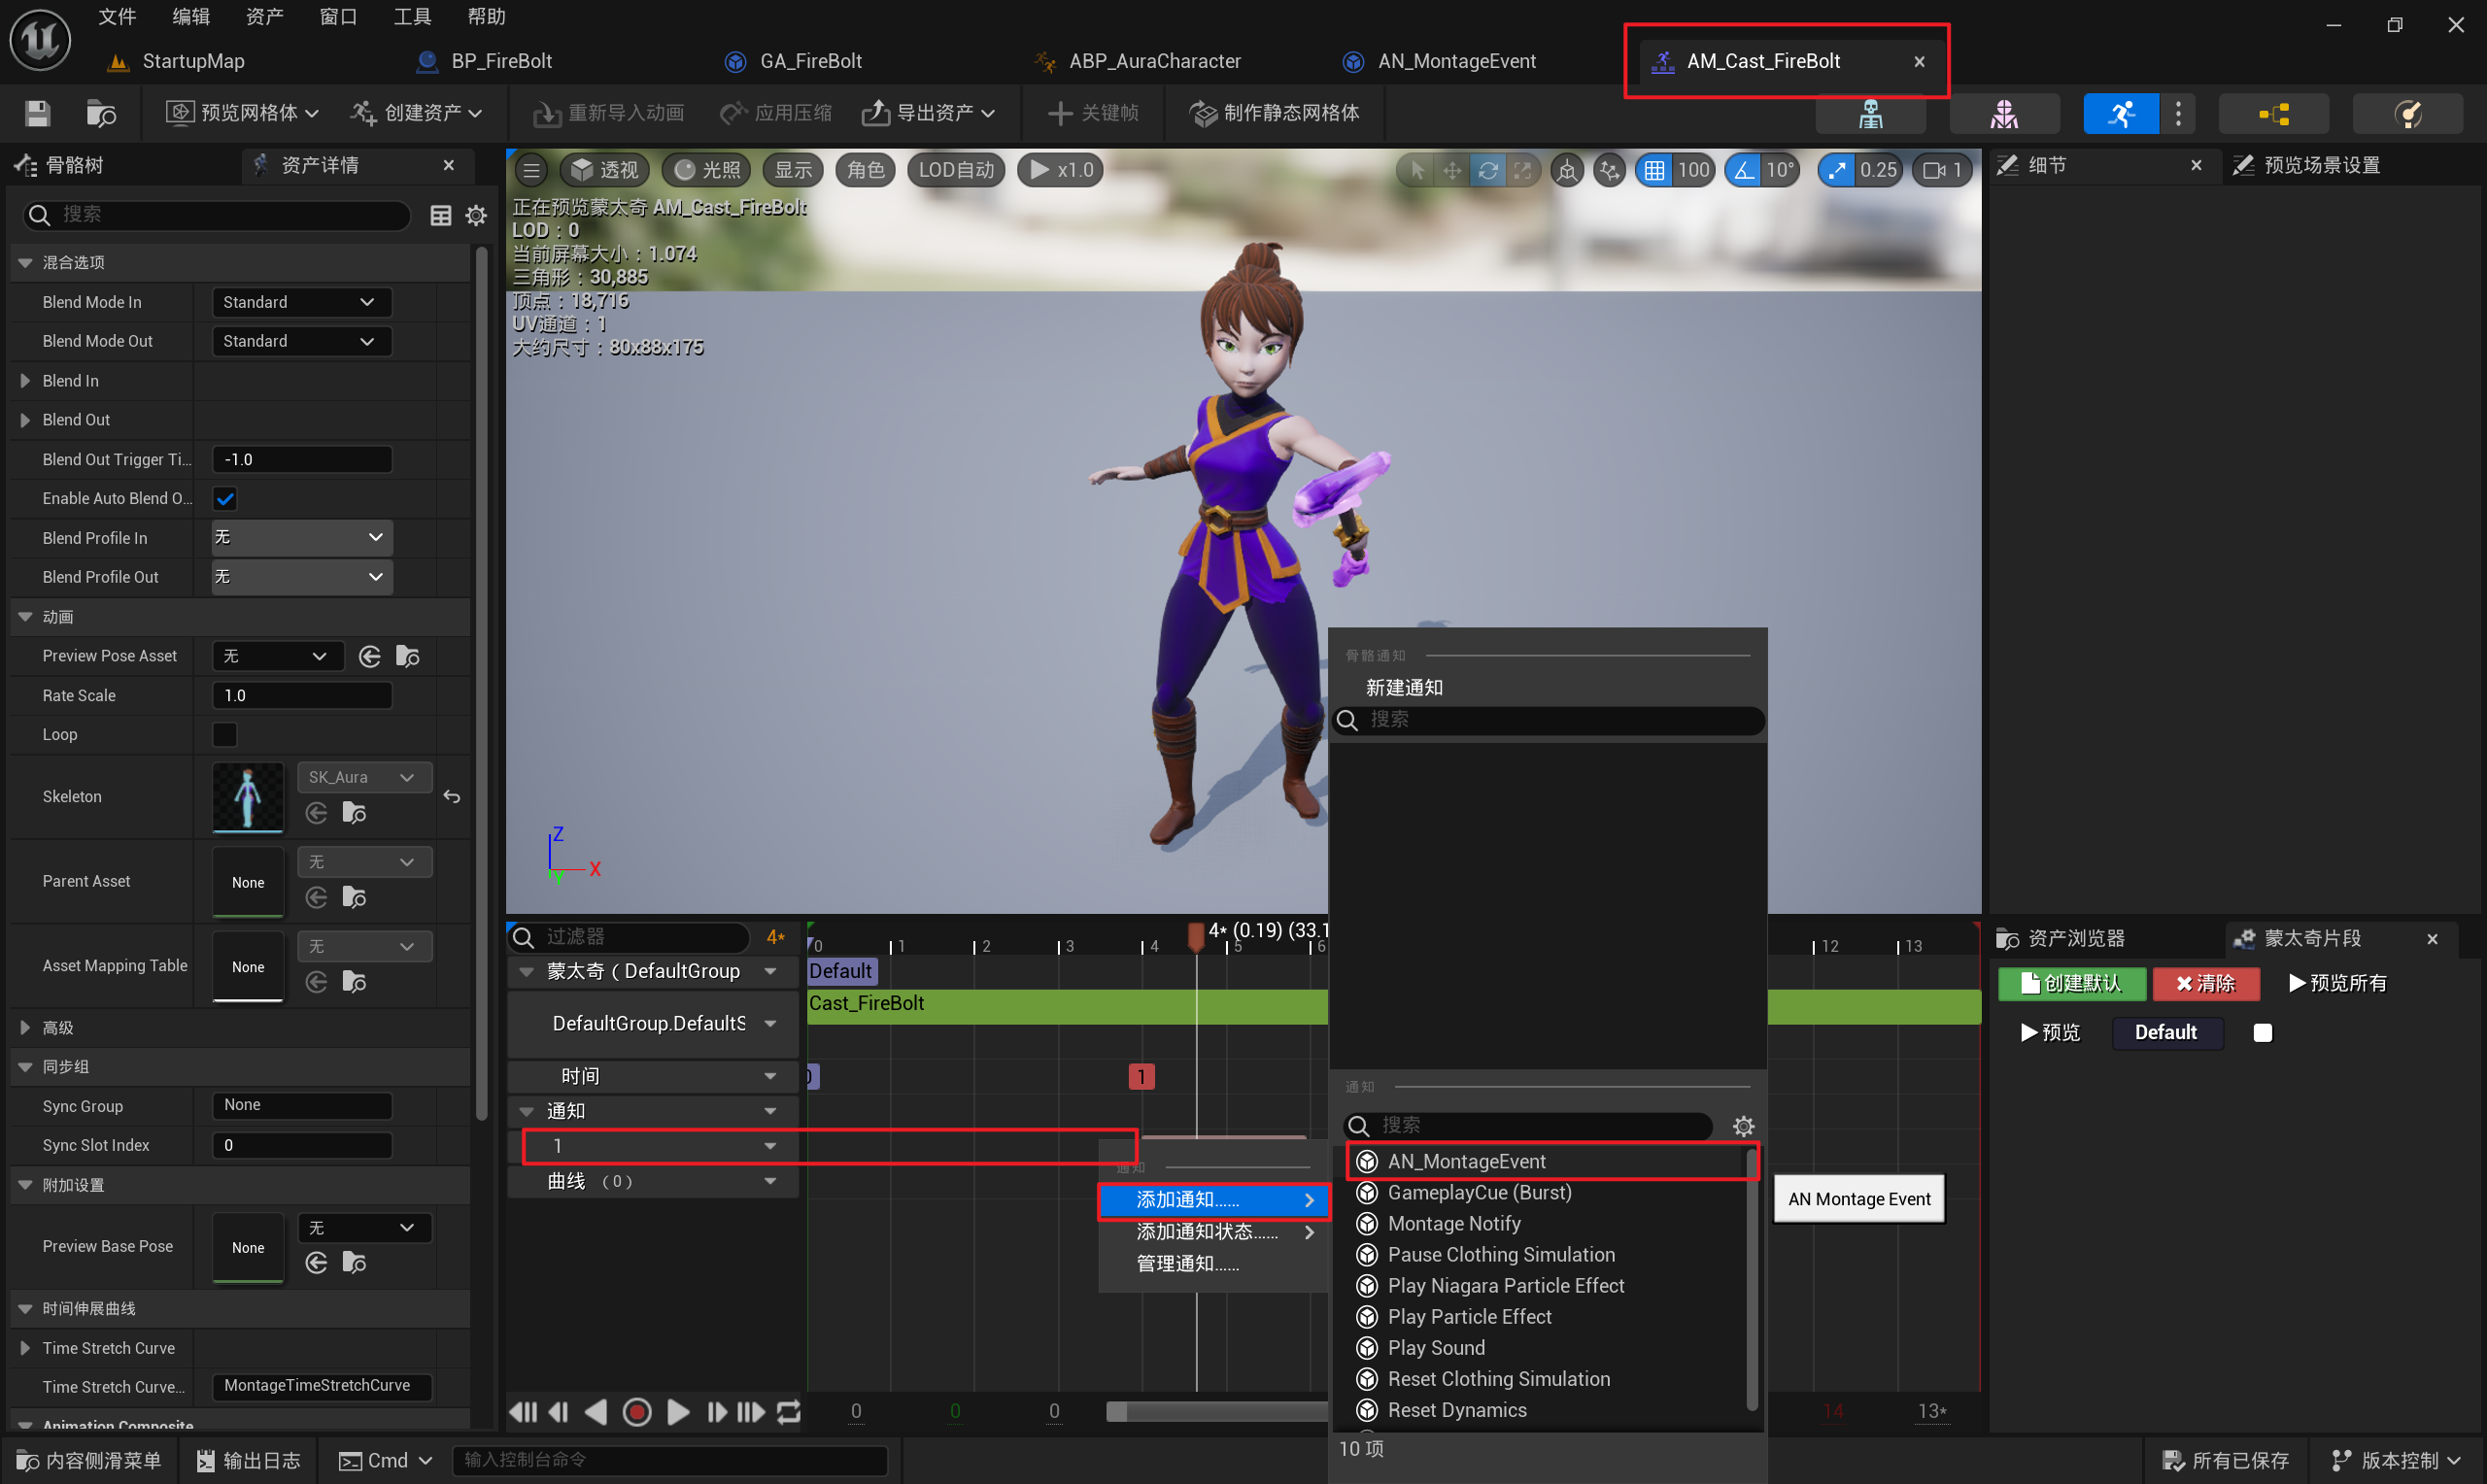 文件 编辑 资产 窗口 工具 帮助
StartupMap BP_FireBolt GA_FireBolt ABP_AuraCharacter AN_MontageEvent AM_Cast_FireBolt
预览网格体 创建资产 重新导入动画 应用压缩 导出资产 关键帧 制作静态网格体
骨骼树 资产详情
搜索
混合选项
Blend Mode In Standard
Blend Mode Out Standard
Blend In
Blend Out
Blend Out Trigger Ti... -1.0
Enable Auto Blend O...
Blend Profile In 无
Blend Profile Out 无
动画
Preview Pose Asset 无
Rate Scale 1.0
Loop
Skeleton SK_Aura
Parent Asset None 无
Asset Mapping Table None 无
高级
同步组
Sync Group None
Sync Slot Index 0
附加设置
Preview Base Pose None 无
时间伸展曲线
Time Stretch Curve
Time Stretch Curve... MontageTimeStretchCurve
Animation Composite
透视 光照 显示 角色 LOD自动 x1.0 100 10° 0.25 1
正在预览蒙太奇 AM_Cast_FireBolt
LOD：0
当前屏幕大小：1.074
三角形：30,885
顶点：18,716
UV通道：1
大约尺寸：80x88x175
Z
X
Y
过滤器 4* 0 1 2 3 4 5 6 12 13
4* (0.19) (33.1
蒙太奇（DefaultGroup Default
Cast_FireBolt
DefaultGroup.DefaultS
时间 1
通知
1
曲线 （0）
通知
添加通知......
添加通知状态......
管理通知......
骨骼通知
新建通知
搜索
通知
搜索
AN_MontageEvent
GameplayCue (Burst)
Montage Notify
Pause Clothing Simulation
Play Niagara Particle Effect
Play Particle Effect
Play Sound
Reset Clothing Simulation
Reset Dynamics
10 项
AN Montage Event
0 0 0 14 13*
细节 预览场景设置
资产浏览器 蒙太奇片段
创建默认 清除 预览所有
预览 Default
内容侧滑菜单 输出日志 Cmd 输入控制台命令 所有已保存 版本控制